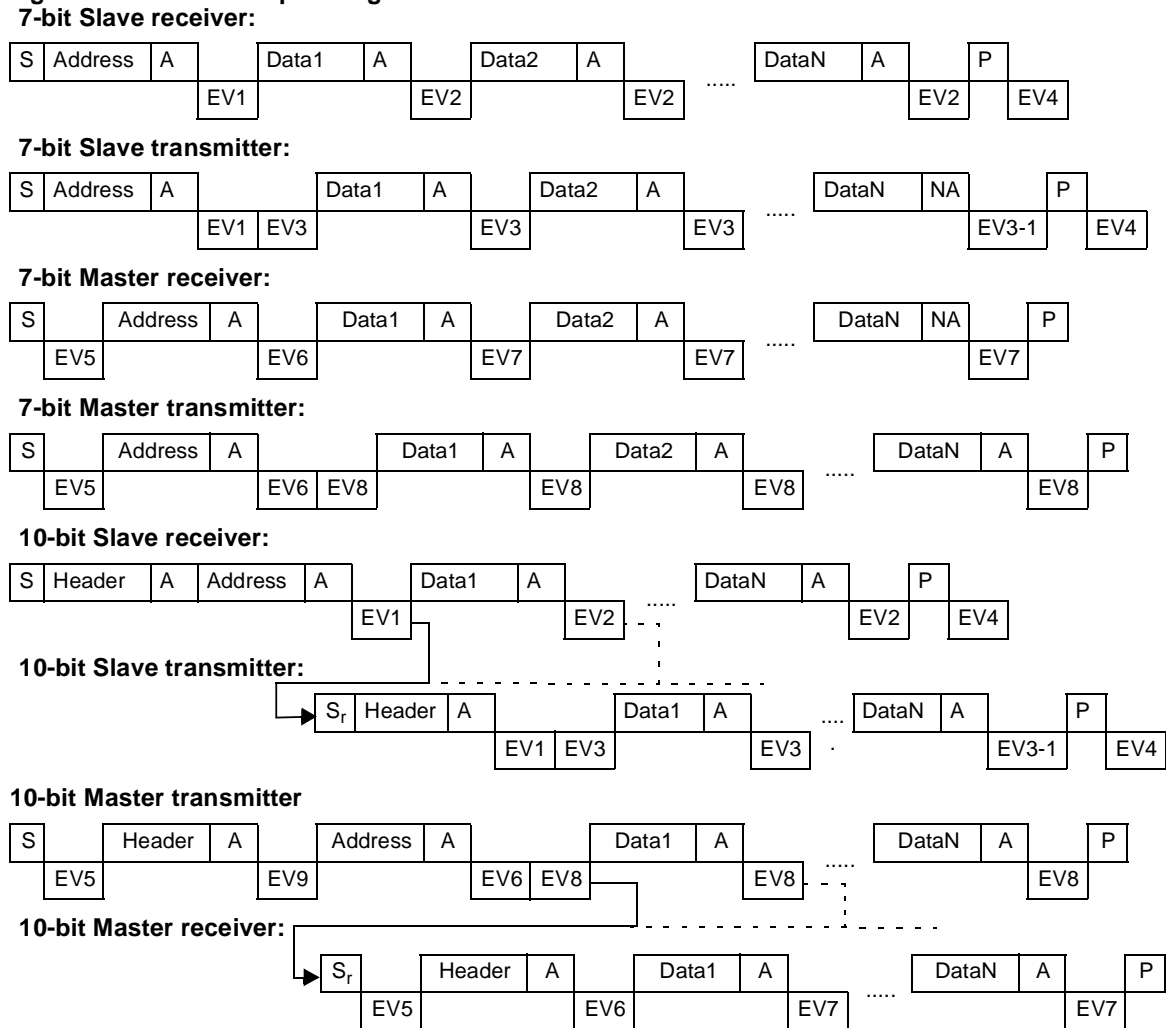 7-bit Slave receiver:
S Address A Data1 A Data2 A ..... DataN A P
EV1 EV2 EV2 EV2 EV4
7-bit Slave transmitter:
S Address A Data1 A Data2 A ..... DataN NA P
EV1 EV3 EV3 EV3 EV3-1 EV4
7-bit Master receiver:
S Address A Data1 A Data2 A ..... DataN NA P
EV5 EV6 EV7 EV7 EV7
7-bit Master transmitter:
S Address A Data1 A Data2 A ..... DataN A P
EV5 EV6 EV8 EV8 EV8 EV8
10-bit Slave receiver:
S Header A Address A Data1 A ..... DataN A P
EV1 EV2 EV2 EV4
10-bit Slave transmitter:
Sr Header A Data1 A .... DataN A P
EV1 EV3 EV3 . EV3-1 EV4
10-bit Master transmitter
S Header A Address A Data1 A ..... DataN A P
EV5 EV9 EV6 EV8 EV8 EV8
10-bit Master receiver:
Sr Header A Data1 A ..... DataN A P
EV5 EV6 EV7 EV7